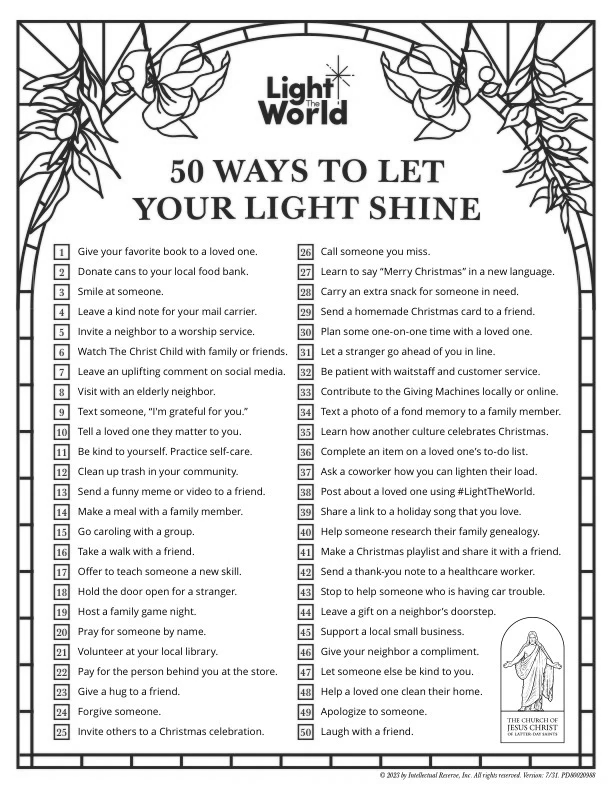 Light
The
World
50 WAYS TO LET
YOUR LIGHT SHINE
1 Give your favorite book to a loved one.
2 Donate cans to your local food bank.
3 Smile at someone.
4 Leave a kind note for your mail carrier.
5 Invite a neighbor to a worship service.
6 Watch The Christ Child with family or friends.
7 Leave an uplifting comment on social media.
8 Visit with an elderly neighbor.
9 Text someone, “I’m grateful for you.”
10 Tell a loved one they matter to you.
11 Be kind to yourself. Practice self-care.
12 Clean up trash in your community.
13 Send a funny meme or video to a friend.
14 Make a meal with a family member.
15 Go caroling with a group.
16 Take a walk with a friend.
17 Offer to teach someone a new skill.
18 Hold the door open for a stranger.
19 Host a family game night.
20 Pray for someone by name.
21 Volunteer at your local library.
22 Pay for the person behind you at the store.
23 Give a hug to a friend.
24 Forgive someone.
25 Invite others to a Christmas celebration.
26 Call someone you miss.
27 Learn to say “Merry Christmas” in a new language.
28 Carry an extra snack for someone in need.
29 Send a homemade Christmas card to a friend.
30 Plan some one-on-one time with a loved one.
31 Let a stranger go ahead of you in line.
32 Be patient with waitstaff and customer service.
33 Contribute to the Giving Machines locally or online.
34 Text a photo of a fond memory to a family member.
35 Learn how another culture celebrates Christmas.
36 Complete an item on a loved one’s to-do list.
37 Ask a coworker how you can lighten their load.
38 Post about a loved one using #LightTheWorld.
39 Share a link to a holiday song that you love.
40 Help someone research their family genealogy.
41 Make a Christmas playlist and share it with a friend.
42 Send a thank-you note to a healthcare worker.
43 Stop to help someone who is having car trouble.
44 Leave a gift on a neighbor’s doorstep.
45 Support a local small business.
46 Give your neighbor a compliment.
47 Let someone else be kind to you.
48 Help a loved one clean their home.
49 Apologize to someone.
50 Laugh with a friend.
THE CHURCH OF
JESUS CHRIST
OF LATTER-DAY SAINTS
© 2023 by Intellectual Reserve, Inc. All rights reserved. Version: 7/31. PD80020988